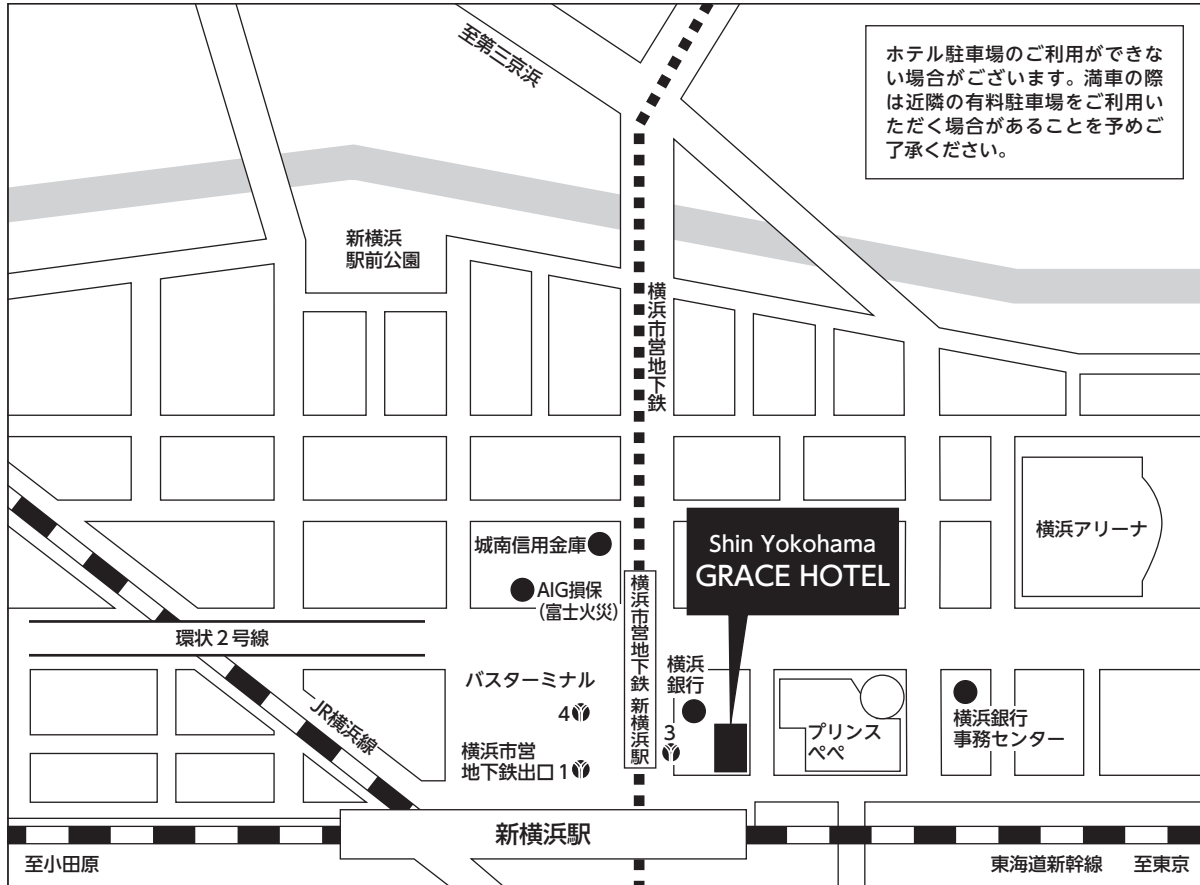 至第三京浜
ホテル駐車場のご利用ができな
い場合がございます。満車の際
は近隣の有料駐車場をご利用い
ただく場合があることを予めご
了承ください。
新横浜
駅前公園
横浜市営地下鉄
横浜アリーナ
城南信用金庫
Shin Yokohama
GRACE HOTEL
AIG損保
(富士火災)
環状2号線
横浜市営地下鉄 新横浜駅
横浜
銀行
バスターミナル
4
JR横浜線
3
プリンス
ぺぺ
横浜銀行
事務センター
横浜市営
地下鉄出口1
新横浜駅
至小田原
東海道新幹線
至東京